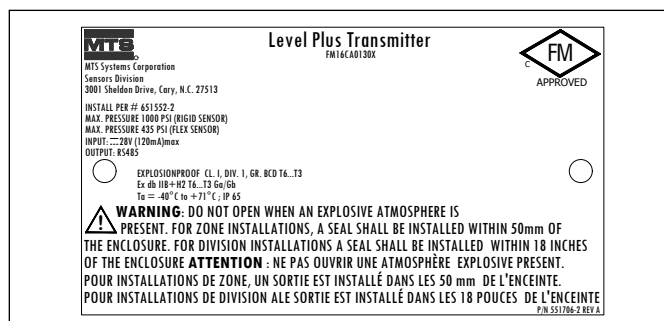 MTS
Level Plus Transmitter
FM16CA0130X
MTS Systems Corporation
Sensors Division
3001 Sheldon Drive, Cary, N.C. 27513
C
FM
APPROVED
INSTALL PER # 651552-2
MAX. PRESSURE 1000 PSI (RIGID SENSOR)
MAX. PRESSURE 435 PSI (FLEX SENSOR)
INPUT: ⎓28V (120mA)max
OUTPUT: RS485
EXPLOSIONPROOF CL. I, DIV. 1, GR. BCD T6...T3
Ex db IIB+H2 T6...T3 Ga/Gb
Ta = -40°C to +71°C ; IP 65
WARNING: DO NOT OPEN WHEN AN EXPLOSIVE ATMOSPHERE IS
PRESENT. FOR ZONE INSTALLATIONS, A SEAL SHALL BE INSTALLED WITHIN 50mm OF
THE ENCLOSURE. FOR DIVISION INSTALLATIONS A SEAL SHALL BE INSTALLED WITHIN 18 INCHES
OF THE ENCLOSURE ATTENTION : NE PAS OUVRIR UNE ATMOSPHÈRE EXPLOSIVE PRESENT.
POUR INSTALLATIONS DE ZONE, UN SORTIE EST INSTALLÉ DANS LES 50 mm DE L'ENCEINTE.
POUR INSTALLATIONS DE DIVISION ALE SORTIE EST INSTALLÉ DANS LES 18 POUCES DE L'ENCEINTE
P/N 551706-2 REV A